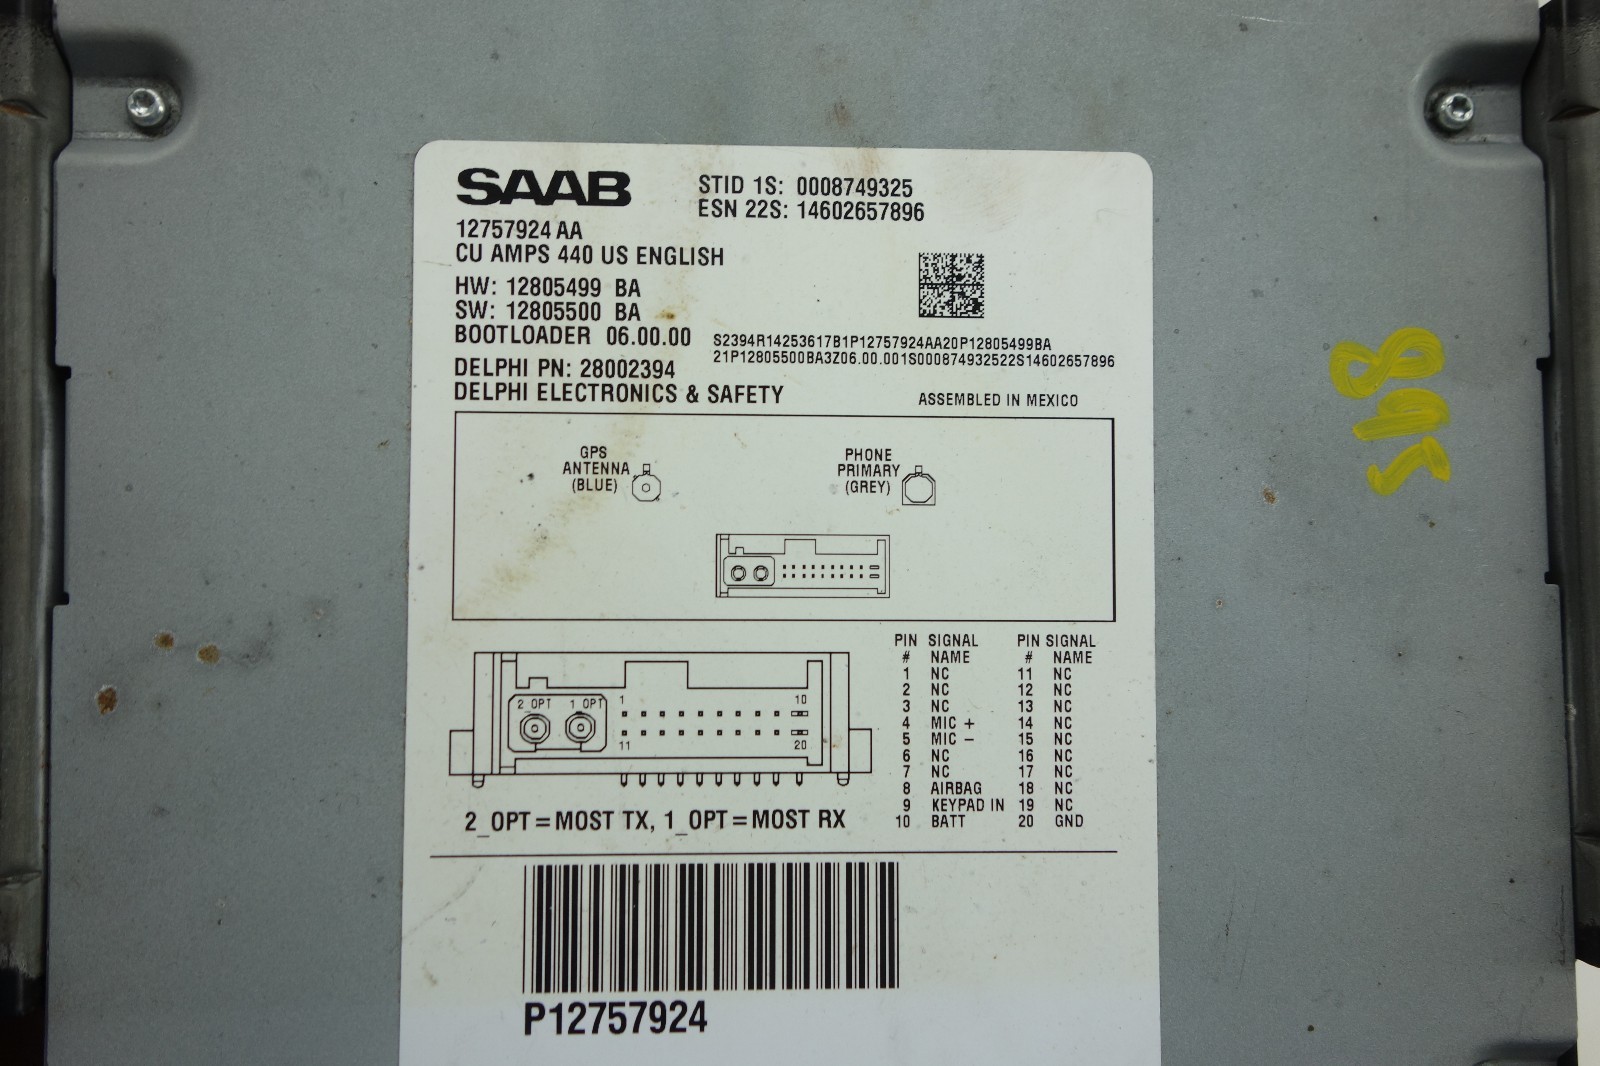 SAAB
STID 1S: 0008749325
ESN 22S: 14602657896
12757924 AA
CU AMPS 440 US ENGLISH
HW: 12805499 BA
SW: 12805500 BA
BOOTLOADER 06.00.00
S2394R14253617B1P12757924AA20P12805499BA
21P12805500BA3Z06.00.001S000874932522S14602657896
DELPHI PN: 28002394
DELPHI ELECTRONICS & SAFETY
ASSEMBLED IN MEXICO
GPS
ANTENNA
(BLUE)
PHONE
PRIMARY
(GREY)
2_OPT 1_OPT
1 10
11 20
2_OPT = MOST TX, 1_OPT = MOST RX
PIN SIGNAL PIN SIGNAL
# NAME # NAME
1 NC 11 NC
2 NC 12 NC
3 NC 13 NC
4 MIC + 14 NC
5 MIC – 15 NC
6 NC 16 NC
7 NC 17 NC
8 AIRBAG 18 NC
9 KEYPAD IN 19 NC
10 BATT 20 GND
P12757924